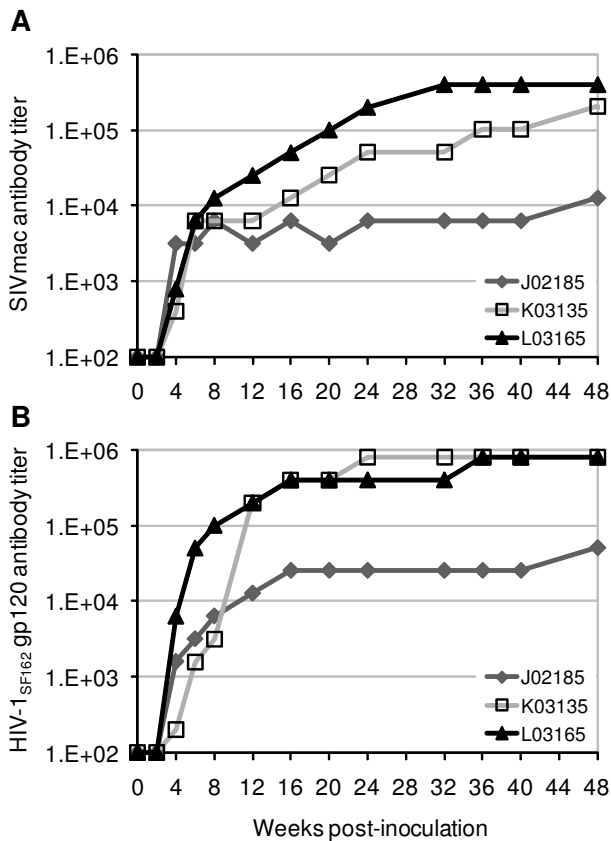 A
SIVmac antibody titer
1.E+06
1.E+05
1.E+04
1.E+03
1.E+02
J02185
K03135
L03165
0 4 8 12 16 20 24 28 32 36 40 44 48
B
HIV-1SF162 gp120 antibody titer
1.E+06
1.E+05
1.E+04
1.E+03
1.E+02
J02185
K03135
L03165
0 4 8 12 16 20 24 28 32 36 40 44 48
Weeks post-inoculation